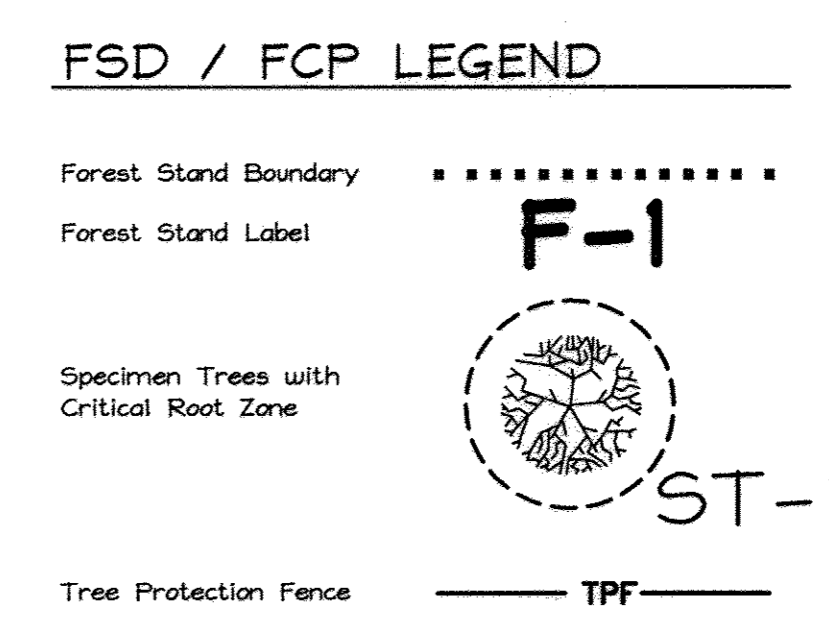 FSD / FCP LEGEND
Forest Stand Boundary
Forest Stand Label
F-1
Specimen Trees with
Critical Root Zone
ST-
Tree Protection Fence
TPF